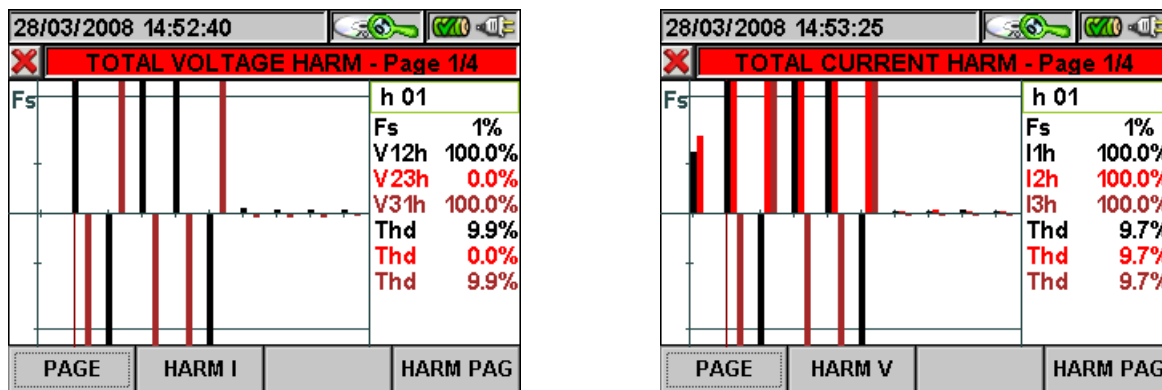 28/03/2008 14:52:40
TOTAL VOLTAGE HARM - Page 1/4
Fs
h 01
Fs 1%
V12h 100.0%
V23h 0.0%
V31h 100.0%
Thd 9.9%
Thd 0.0%
Thd 9.9%
PAGE HARM I HARM PAG
28/03/2008 14:53:25
TOTAL CURRENT HARM - Page 1/4
Fs
h 01
Fs 1%
I1h 100.0%
I2h 100.0%
I3h 100.0%
Thd 9.7%
Thd 9.7%
Thd 9.7%
PAGE HARM V HARM PAG